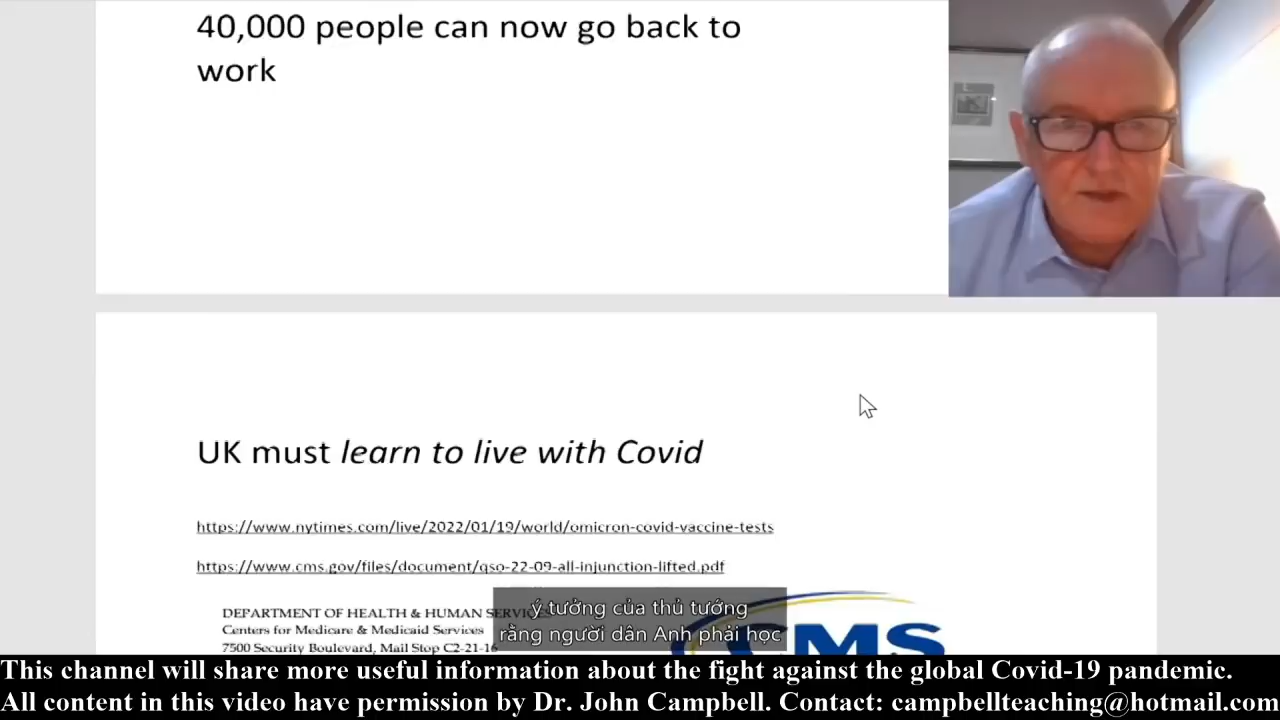 40,000 people can now go back to
work
UK must learn to live with Covid
https://www.nytimes.com/live/2022/01/19/world/omicron-covid-vaccine-tests
https://www.cms.gov/files/document/qso-22-09-all-injunction-lifted.pdf
DEPARTMENT OF HEALTH & HUMAN SERVICES
Centers for Medicare & Medicaid Services
7500 Security Boulevard, Mail Stop C2-21-16
CMS
ý tưởng của thủ tướng
rằng người dân Anh phải học
This channel will share more useful information about the fight against the global Covid-19 pandemic.
All content in this video have permission by Dr. John Campbell. Contact: campbellteaching@hotmail.com